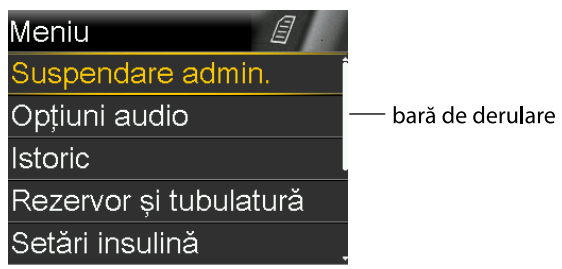 Meniu
Suspendare admin.
Opțiuni audio
bară de derulare
Istoric
Rezervor și tubulatură
Setări insulină